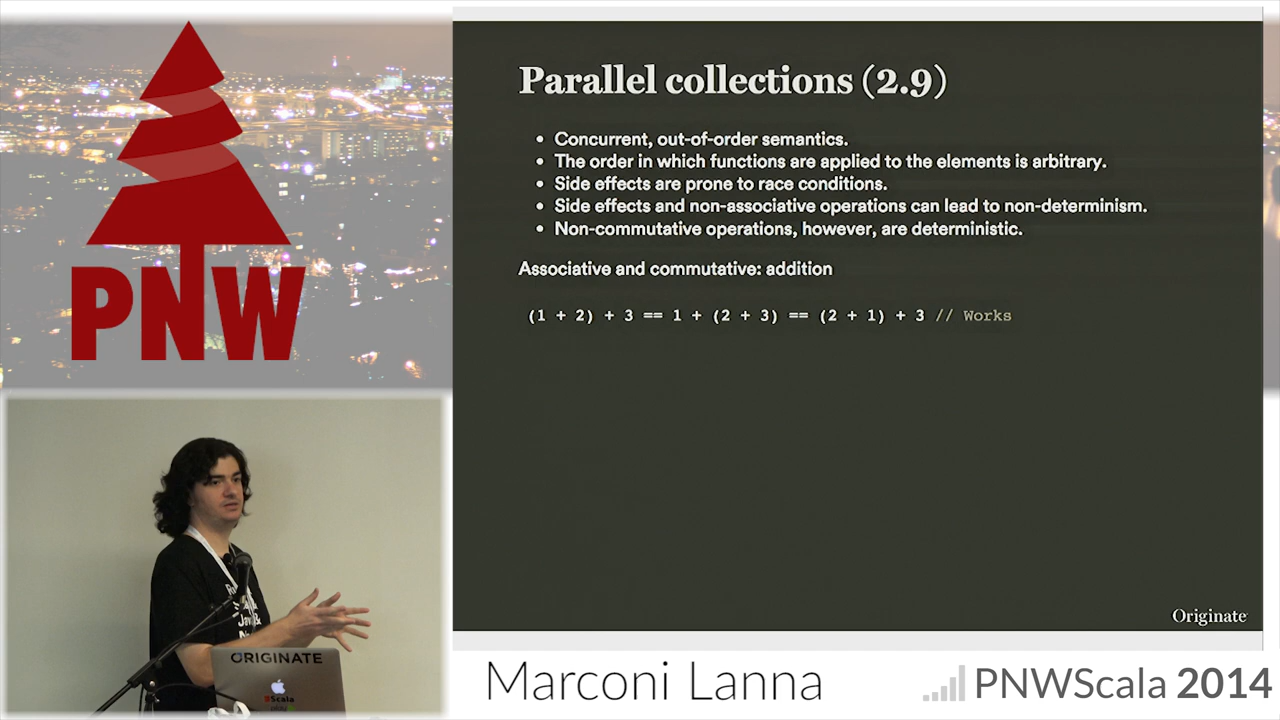 PNW
Parallel collections (2.9)
• Concurrent, out-of-order semantics.
• The order in which functions are applied to the elements is arbitrary.
• Side effects are prone to race conditions.
• Side effects and non-associative operations can lead to non-determinism.
• Non-commutative operations, however, are deterministic.
Associative and commutative: addition
(1 + 2) + 3 == 1 + (2 + 3) == (2 + 1) + 3 // Works
Originate
ORIGINATE
Scala
Marconi Lanna
PNWScala 2014